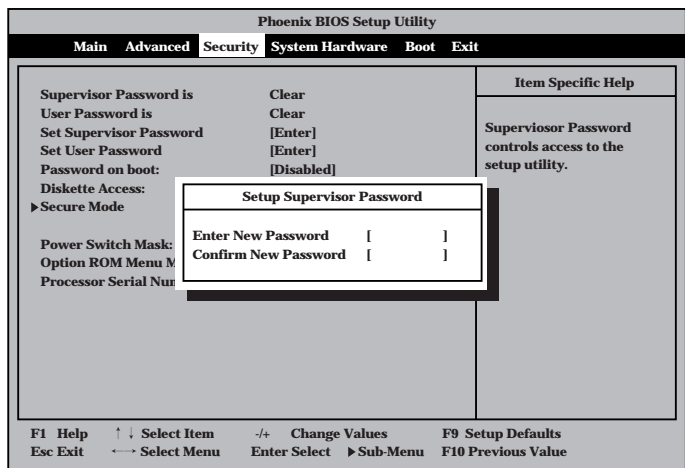 Phoenix BIOS Setup Utility
Main Advanced Security System Hardware Boot Exit
Item Specific Help
Supervisor Password is Clear
User Password is Clear
Set Supervisor Password [Enter]
Set User Password [Enter]
Password on boot: [Disabled]
Diskette Access:
▶Secure Mode
Power Switch Mask:
Option ROM Menu M
Processor Serial Num
Superviosor Password
controls access to the
setup utility.
Setup Supervisor Password
Enter New Password [ ]
Confirm New Password [ ]
F1 Help ↑ ↓ Select Item -/+ Change Values F9 Setup Defaults
Esc Exit ←→ Select Menu Enter Select ▶Sub-Menu F10 Previous Value